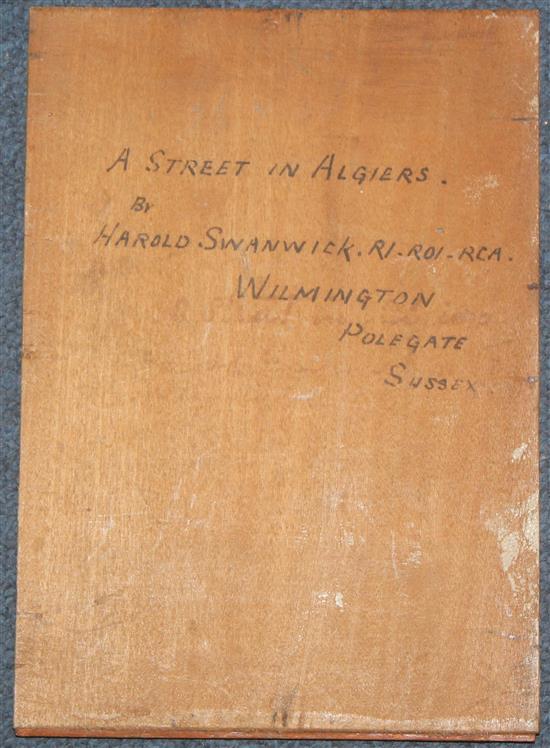 A STREET IN ALGIERS.
BY
HAROLD.SWANWICK.RI-ROI-RCA.
WILMINGTON
POLEGATE
SUSSEX.